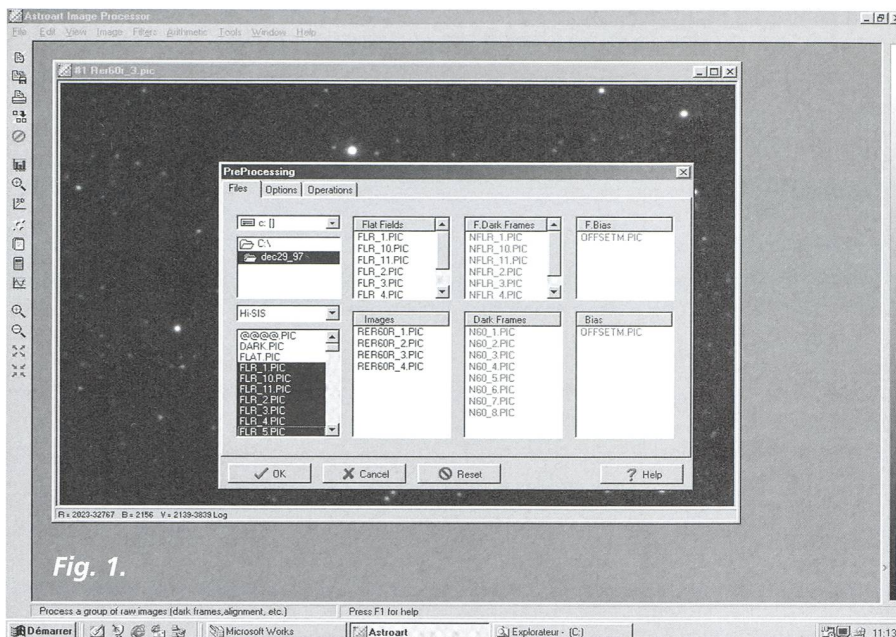 Astroart Image Processor
File Edit View Image Filters Arithmetic Tools Window Help
#1 Rer60r_3.pic
PreProcessing
Files Options Operations
c: []
C:\
dec29_97
Hi-SIS
@@@@.PIC
DARK.PIC
FLAT.PIC
FLR_1.PIC
FLR_10.PIC
FLR_11.PIC
FLR_2.PIC
FLR_3.PIC
FLR_4.PIC
FLR_5.PIC
Flat Fields
FLR_1.PIC
FLR_10.PIC
FLR_11.PIC
FLR_2.PIC
FLR_3.PIC
FLR_4.PIC
F.Dark Frames
NFLR_1.PIC
NFLR_10.PIC
NFLR_11.PIC
NFLR_2.PIC
NFLR_3.PIC
NFLR_4.PIC
F.Bias
OFFSETM.PIC
Images
RER60R_1.PIC
RER60R_2.PIC
RER60R_3.PIC
RER60R_4.PIC
Dark Frames
N60_1.PIC
N60_2.PIC
N60_3.PIC
N60_4.PIC
N60_5.PIC
N60_6.PIC
N60_7.PIC
N60_8.PIC
Bias
OFFSETM.PIC
OK Cancel Reset ? Help
R = 2023-32767 B = 2156 V = 2139-3839 Log
Fig. 1.
Process a group of raw images (dark frames,alignment, etc.) Press F1 for help
Démarrer Microsoft Works Astroart Explorateur - (C:)